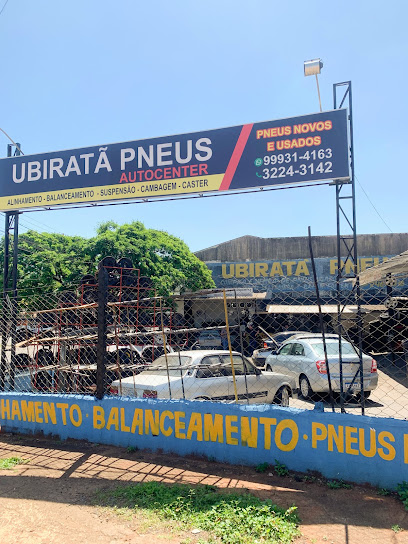 UBIRATÃ PNEUS
AUTOCENTER
ALINHAMENTO - BALANCEAMENTO - SUSPENSÃO - CAMBAGEM - CASTER
PNEUS NOVOS
E USADOS
99931-4163
3224-3142
UBIRATÃ PNEUS
HAMENTO · BALANCEAMENTO · PNEUS